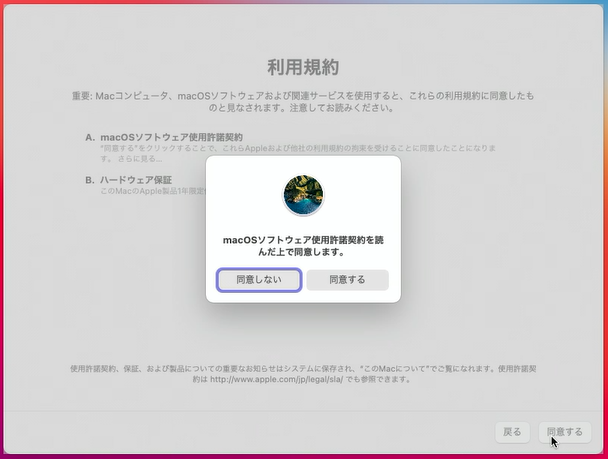 利用規約
重要: Macコンピュータ、macOSソフトウェアおよび関連サービスを使用すると、これらの利用規約に同意したも
のと見なされます。注意してお読みください。
A. macOSソフトウェア使用許諾契約
"同意する"をクリックすることで、これらAppleおよび他社の利用規約の拘束を受けることに同意したことになりま
す。 さらに見る...
B. ハードウェア保証
このMacのApple製品1年限定
macOSソフトウェア使用許諾契約を読
んだ上で同意します。
同意しない
同意する
使用許諾契約、保証、および製品についての重要なお知らせはシステムに保存され、"このMacについて"でご覧になれます。使用許諾契
約は http://www.apple.com/jp/legal/sla/ でも参照できます。
戻る
同意する